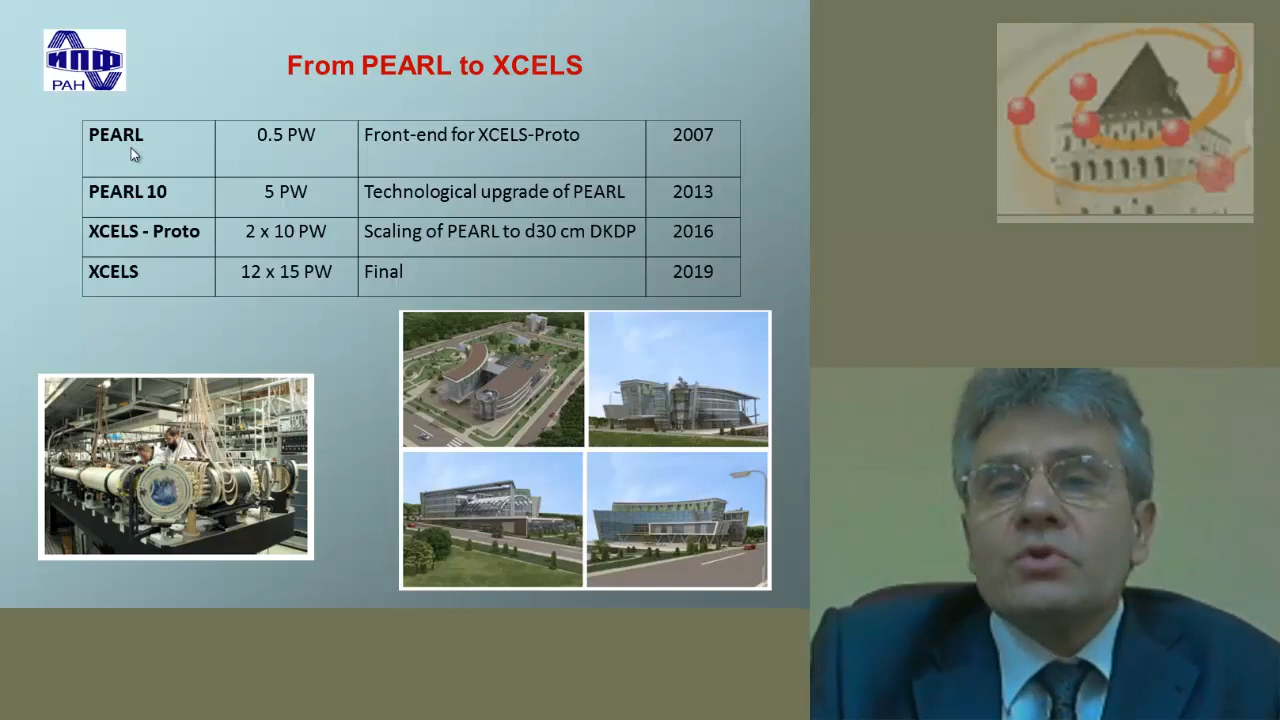 ИПФ
РАН
From PEARL to XCELS
PEARL 0.5 PW Front-end for XCELS-Proto 2007
PEARL 10 5 PW Technological upgrade of PEARL 2013
XCELS - Proto 2 x 10 PW Scaling of PEARL to d30 cm DKDP 2016
XCELS 12 x 15 PW Final 2019